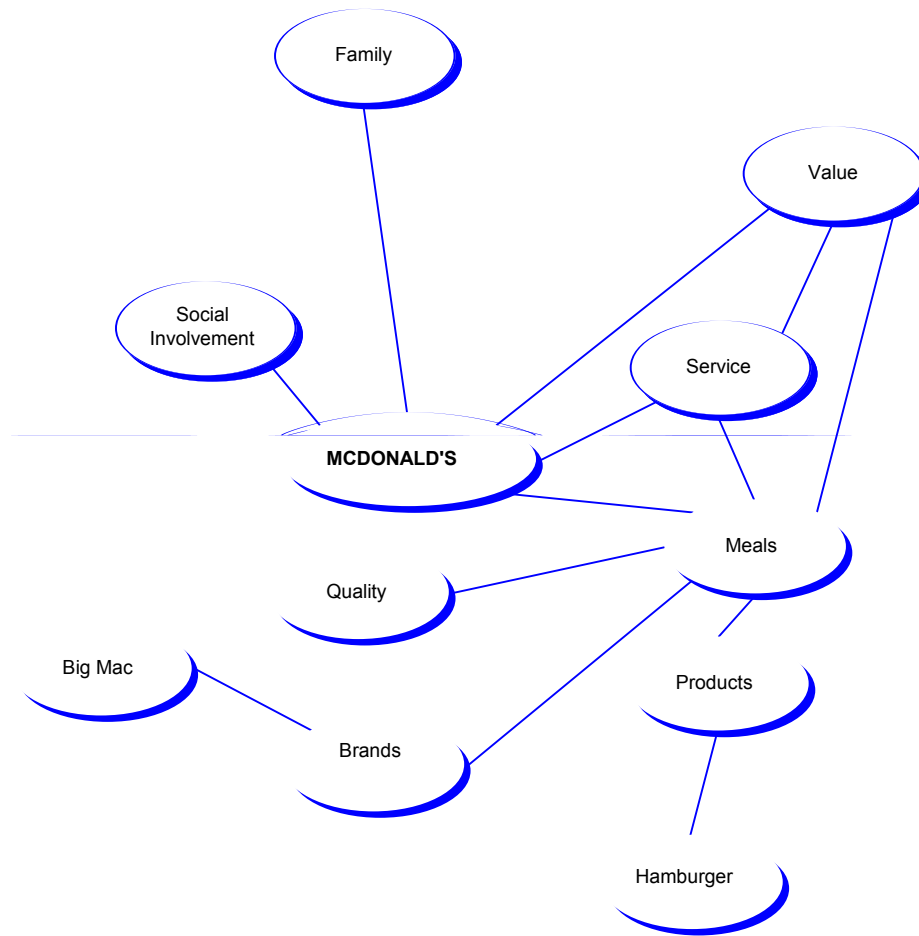 Family
Value
Social
Involvement
Service
MCDONALD'S
Meals
Quality
Big Mac
Products
Brands
Hamburger